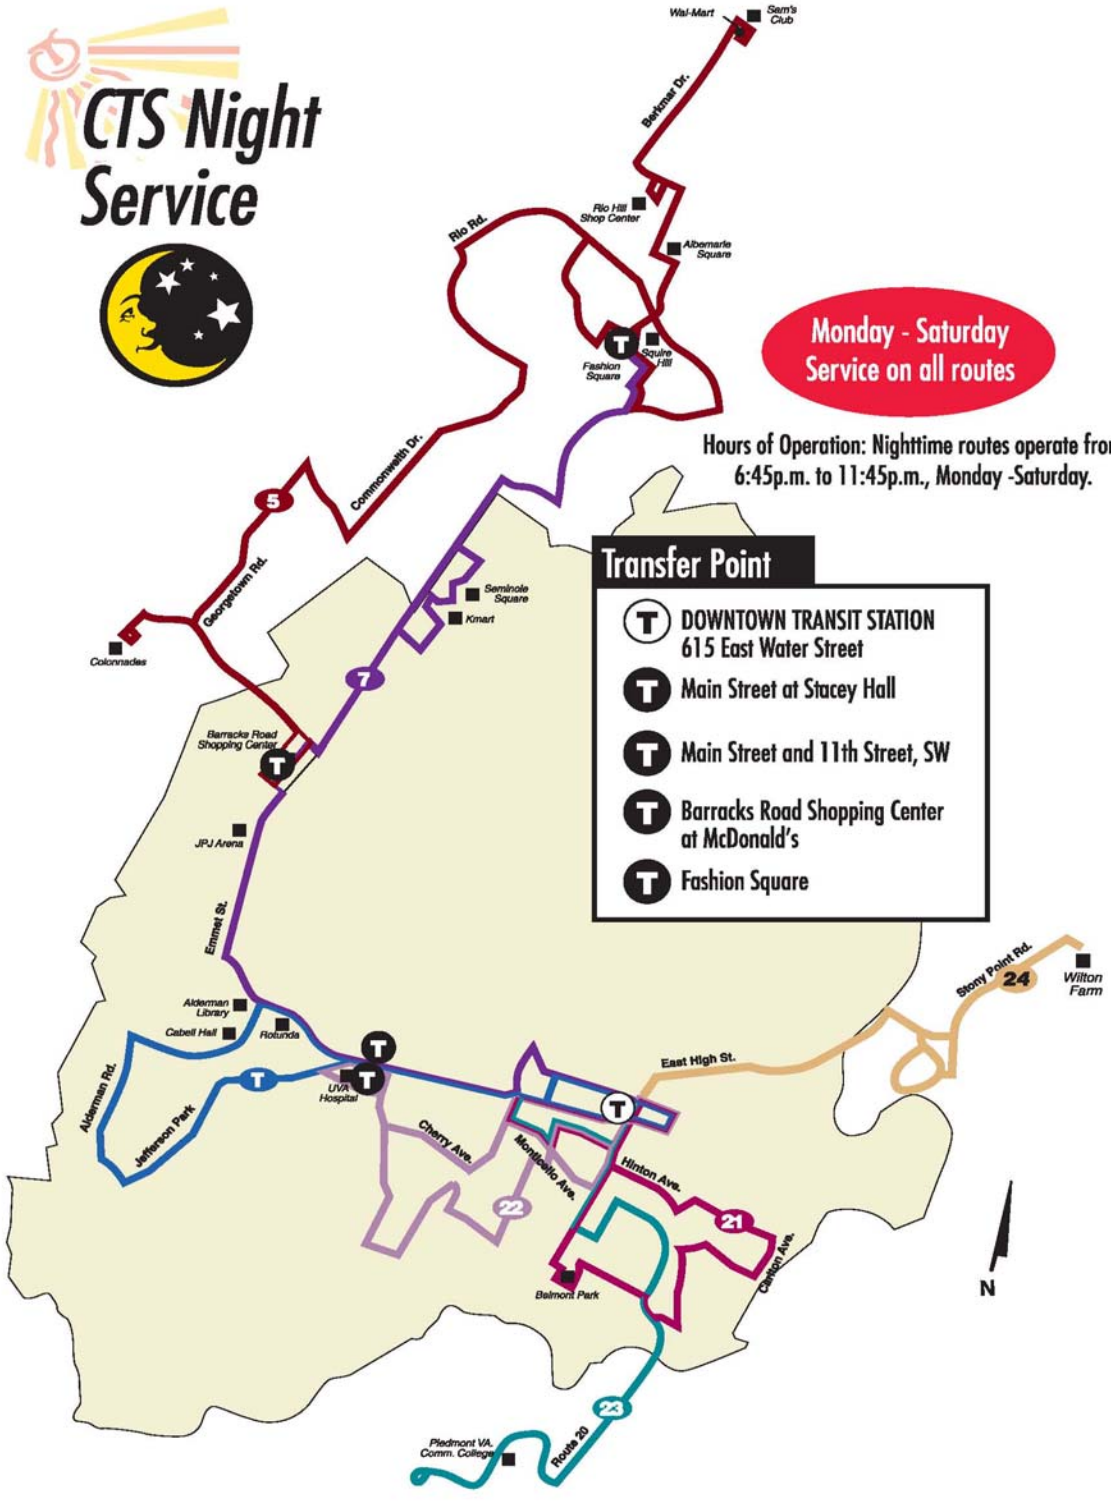 CTS Night
Service
Wal-Mart
Sam's
Club
Berkmar Dr.
Rio Hill
Shop Center
Albemarle
Square
Rio Rd.
T
Fashion
Square
Squire
Hill
Monday - Saturday
Service on all routes
Hours of Operation: Nighttime routes operate from
6:45p.m. to 11:45p.m., Monday -Saturday.
Commonwelth Dr.
5
Georgetown Rd.
Colonnades
Seminole
Square
Kmart
7
Barracks Road
Shopping Center
T
JPJ Arena
Emmet St.
Transfer Point
T DOWNTOWN TRANSIT STATION
615 East Water Street
T Main Street at Stacey Hall
T Main Street and 11th Street, SW
T Barracks Road Shopping Center
at McDonald's
T Fashion Square
Stony Point Rd.
24
Wilton
Farm
Alderman
Library
Cabell Hall
Rotunda
T
T
UVA
Hospital
T
Alderman Rd.
Jefferson Park
East High St.
T
Cherry Ave.
Monticello Ave.
Hinton Ave.
22
21
Carlton Ave.
Belmont Park
N
23
Route 20
Piedmont VA.
Comm. College